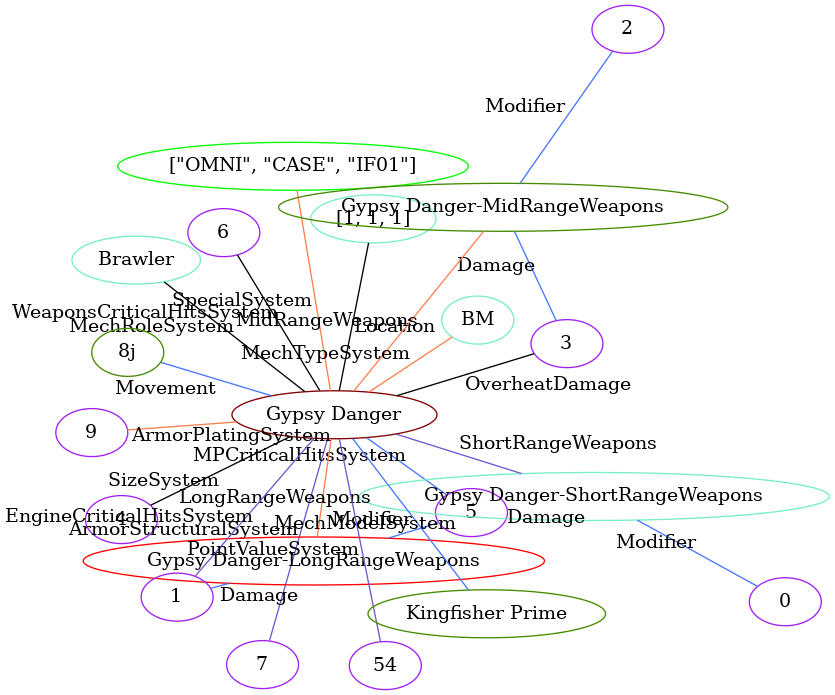 2
Modifier
["OMNI", "CASE", "IF01"]
Gypsy Danger-MidRangeWeapons
[1, 1, 1]
6
Brawler
Damage
SpecialSystem
WeaponsCriticalHitsSystem
MidRangeWeapons
BM
MechRoleSystem
Location
3
8j
MechTypeSystem
Movement
OverheatDamage
Gypsy Danger
9
ArmorPlatingSystem
ShortRangeWeapons
MPCriticalHitsSystem
SizeSystem
LongRangeWeapons
Gypsy Danger-ShortRangeWeapons
5
4
EngineCriticalHitsSystem
Modifier
Damage
MechModelSystem
ArmorStructuralSystem
Modifier
PointValueSystem
Gypsy Danger-LongRangeWeapons
1
Damage
0
Kingfisher Prime
7
54